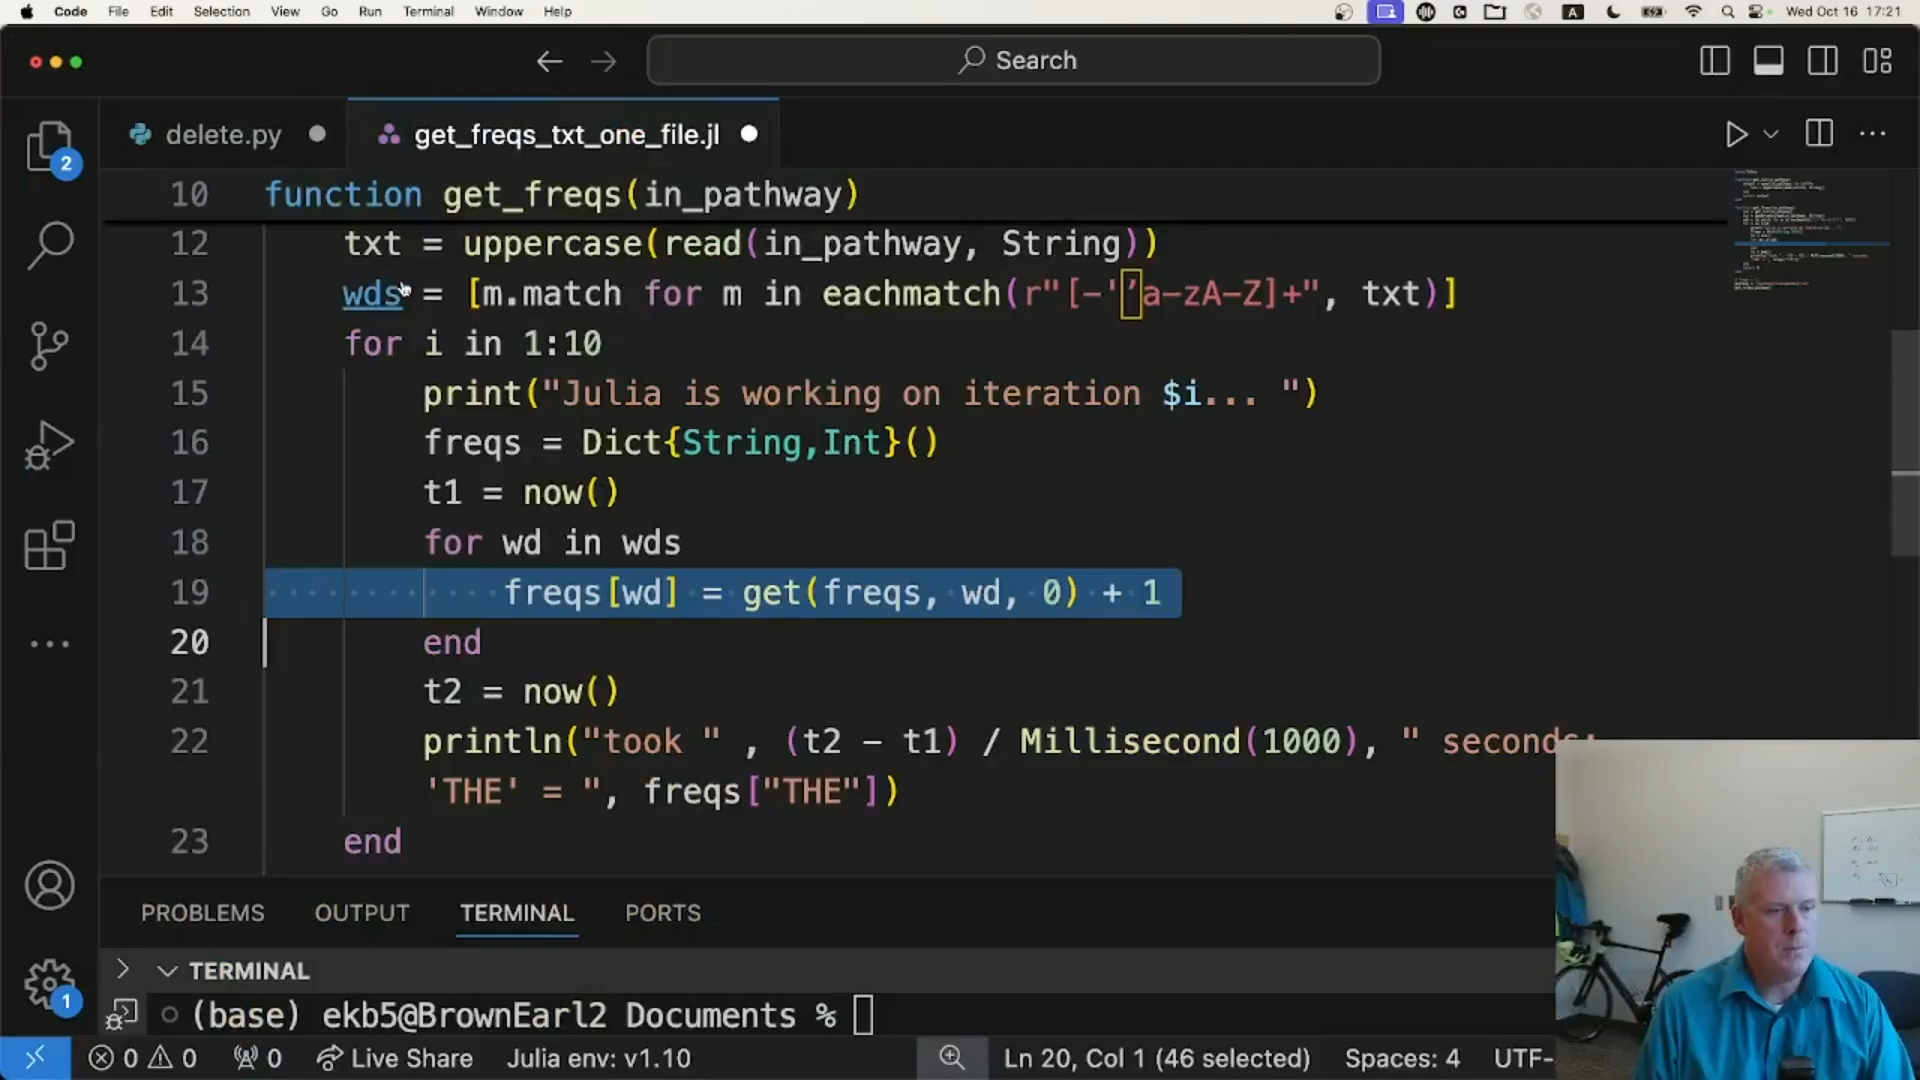 Code File Edit Selection View Go Run Terminal Window Help A Wed Oct 16 17:21
Search
2 delete.py get_freqs_txt_one_file.jl
10 function get_freqs(in_pathway)
12 txt = uppercase(read(in_pathway, String))
13 wds = [m.match for m in eachmatch(r"[-'’a-zA-Z]+", txt)]
14 for i in 1:10
15 print("Julia is working on iteration $i... ")
16 freqs = Dict{String,Int}()
17 t1 = now()
18 for wd in wds
19 freqs[wd] = get(freqs, wd, 0) + 1
20 end
21 t2 = now()
22 println("took " , (t2 - t1) / Millisecond(1000), " seconds;
'THE' = ", freqs["THE"])
23 end
PROBLEMS OUTPUT TERMINAL PORTS
TERMINAL
1 (base) ekb5@BrownEarl2 Documents %
0 0 0 Live Share Julia env: v1.10 Ln 20, Col 1 (46 selected) Spaces: 4 UTF-